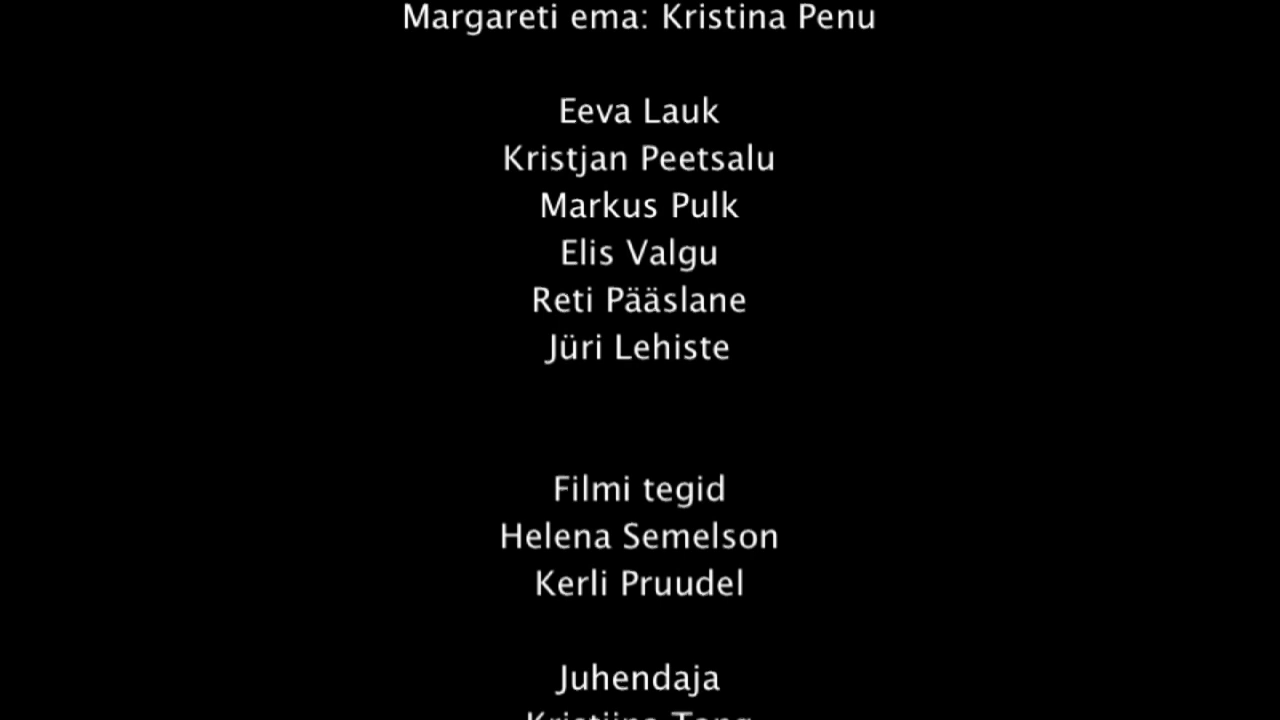 Margareti ema: Kristina Penu
Eeva Lauk
Kristjan Peetsalu
Markus Pulk
Elis Valgu
Reti Pääslane
Jüri Lehiste
Filmi tegid
Helena Semelson
Kerli Pruudel
Juhendaja